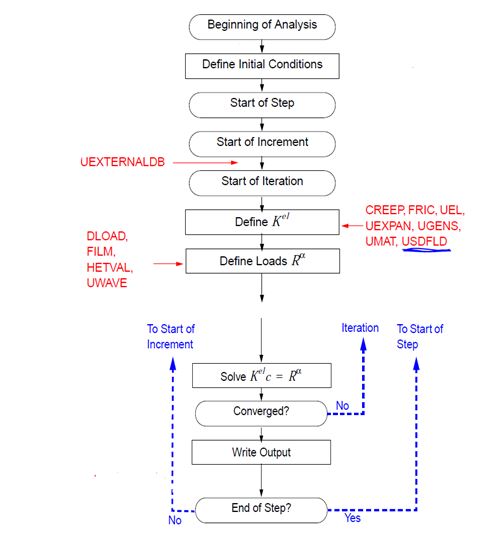 Beginning of Analysis
Define Initial Conditions
Start of Step
Start of Increment
UEXTERNALDB
Start of Iteration
Define K^el
CREEP, FRIC, UEL,
UEXPAN, UGENS,
UMAT, USDFLD
DLOAD,
FILM,
HETVAL,
UWAVE
Define Loads R^α
To Start of
Increment
Iteration
To Start of
Step
Solve K^el c = R^α
Converged?
No
Write Output
End of Step?
No
Yes